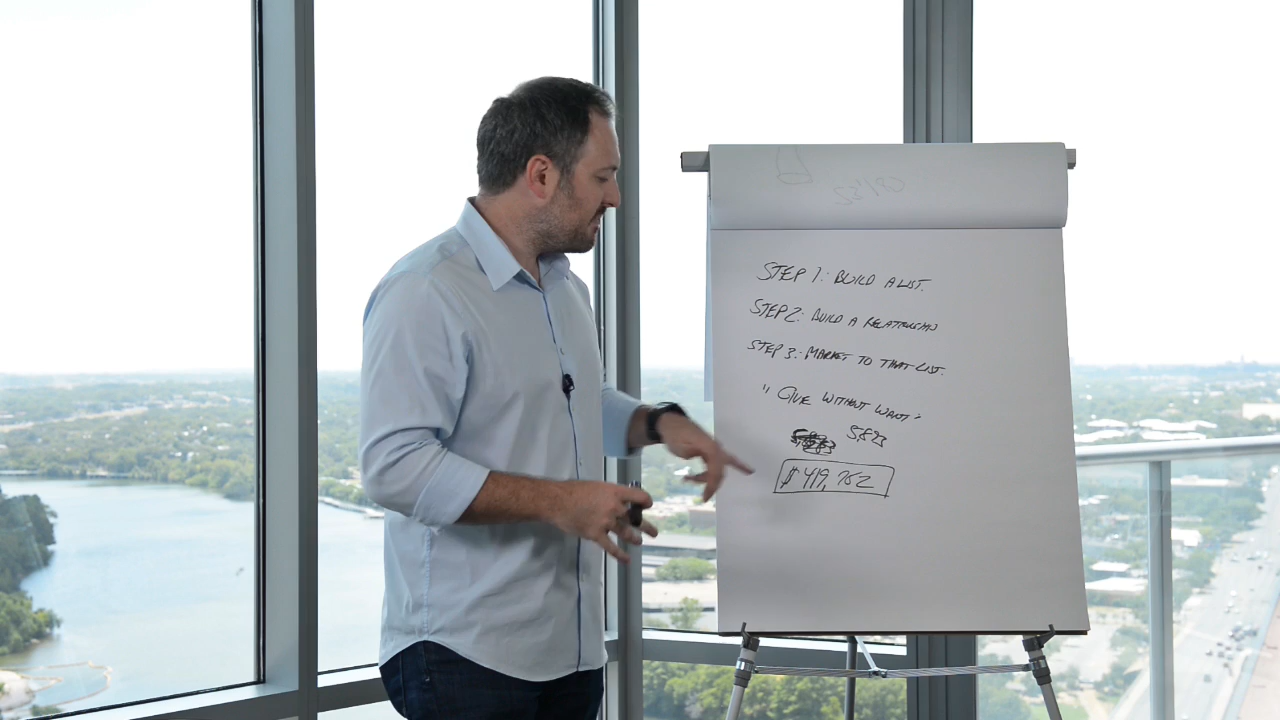 STEP 1: BUILD A LIST.
STEP 2: BUILD A RELATIONSHIP
STEP 3: MARKET TO THAT LIST.
"GIVE WITHOUT WANT"
$ 419,762